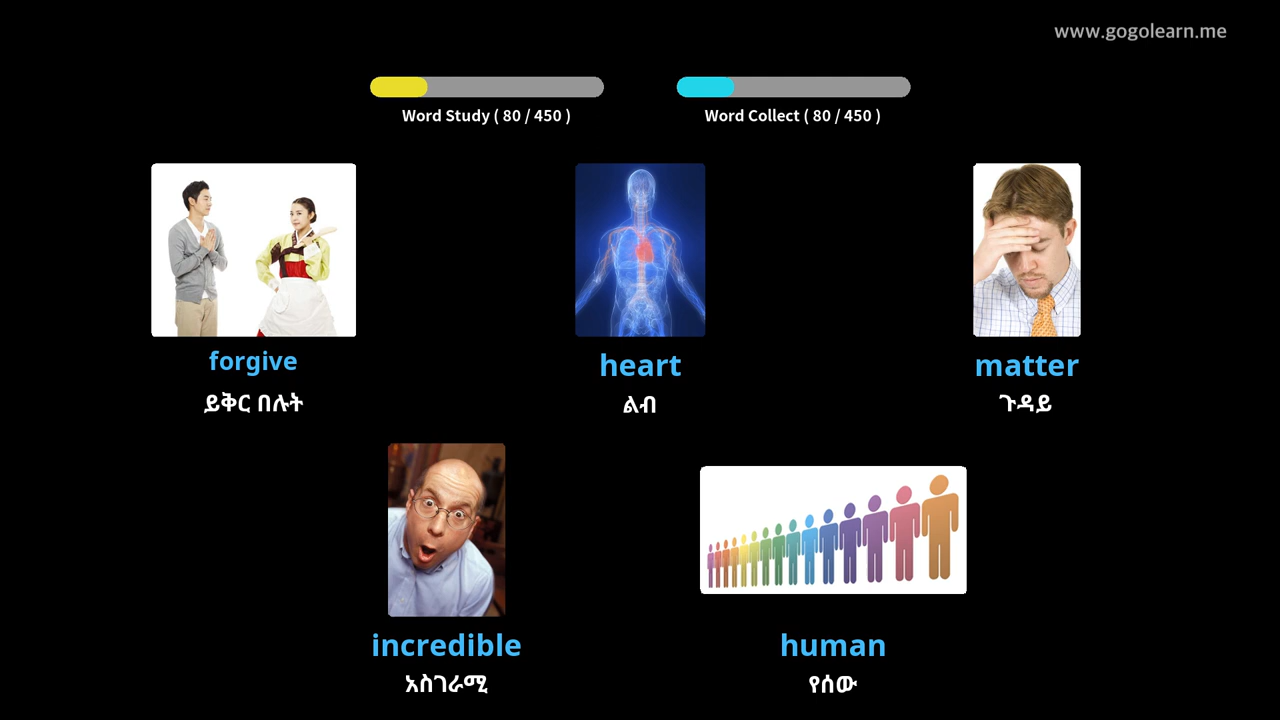 www.gogolearn.me
Word Study ( 80 / 450 )
Word Collect ( 80 / 450 )
forgive
ይቅር በሉት
heart
ልብ
matter
ጉዳይ
incredible
አስገራሚ
human
የሰው